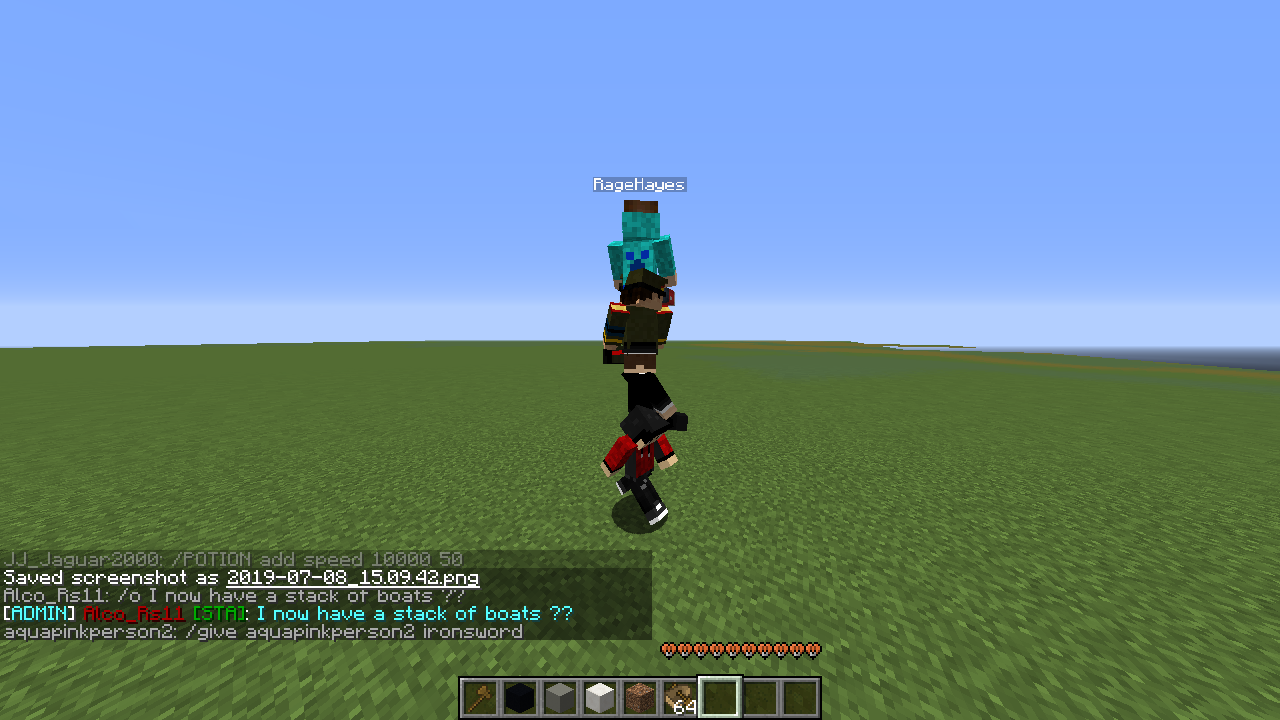 RageHayes
JJ_Jaguar2000: /POTION add speed 10000 50
Saved screenshot as 2019-07-08_15.09.42.png
Alco_Rs11: /o I now have a stack of boats ??
[ADMIN] Alco_Rs11 [STA]: I now have a stack of boats ??
aquapinkperson2: /give aquapinkperson2 ironsword
64